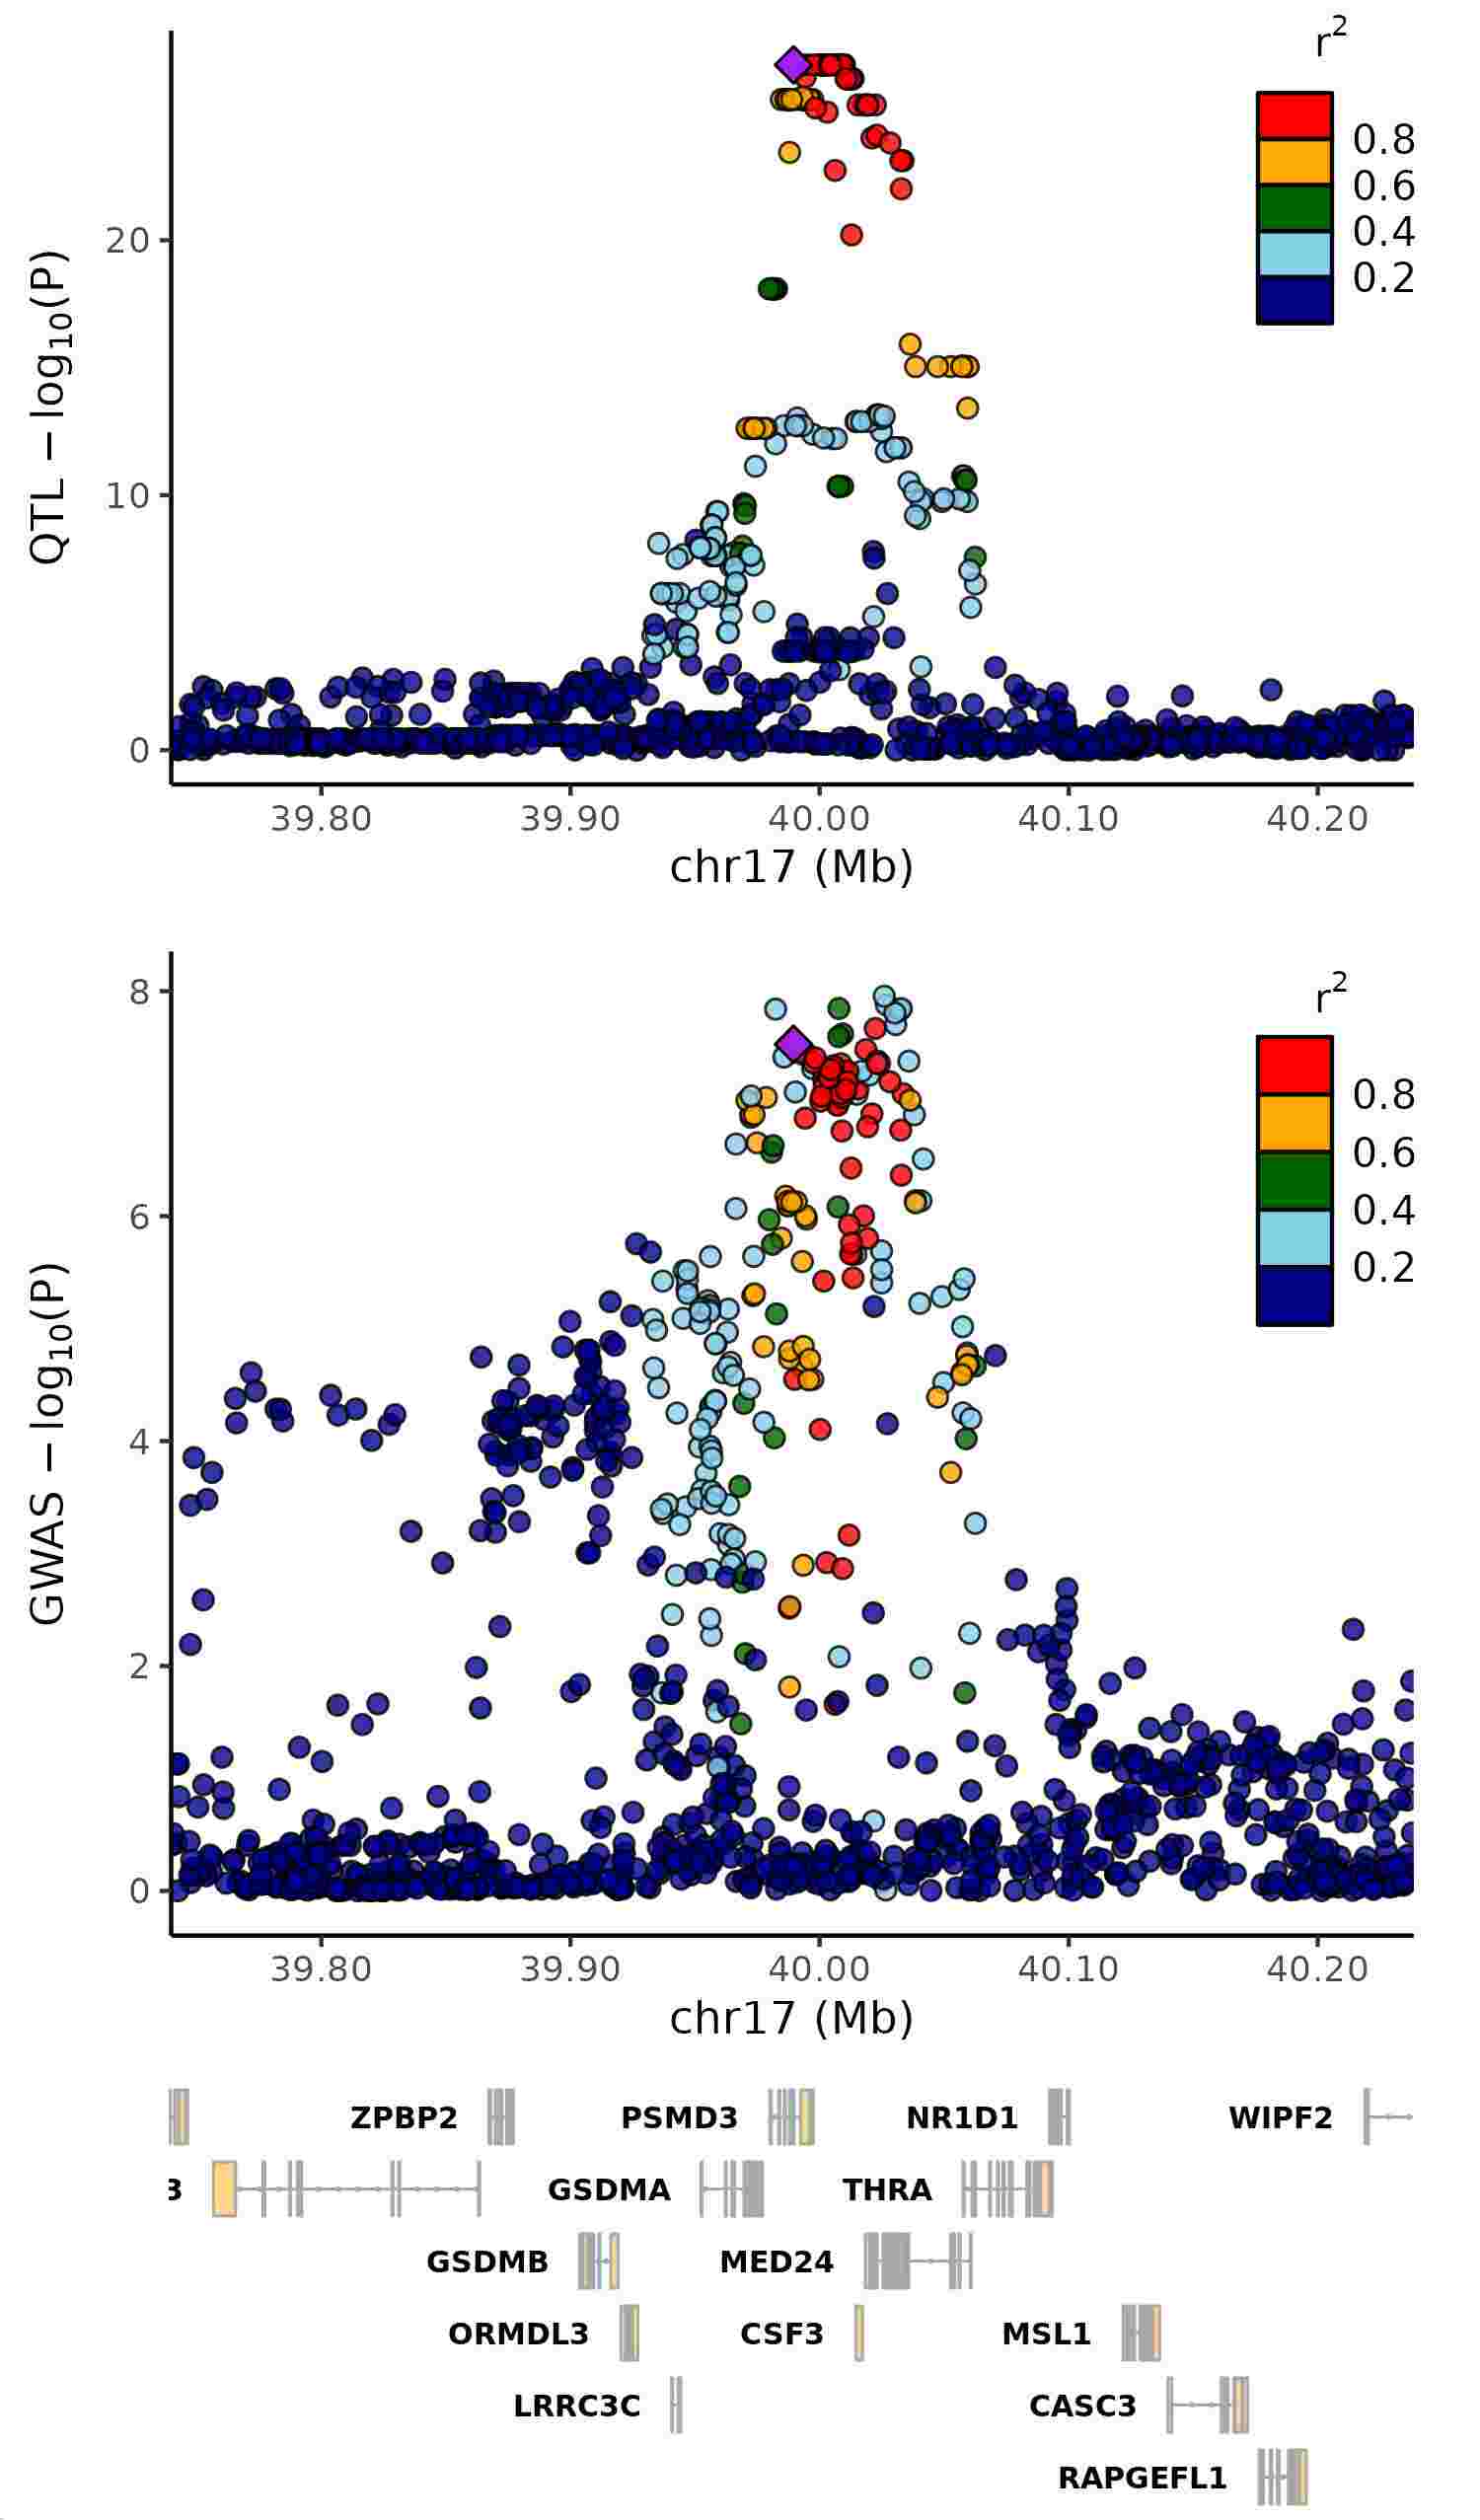 r²
0.8
0.6
0.4
0.2
QTL −log₁₀(P)
20
10
0
39.80 39.90 40.00 40.10 40.20
chr17 (Mb)
r²
0.8
0.6
0.4
0.2
GWAS −log₁₀(P)
8
6
4
2
0
39.80 39.90 40.00 40.10 40.20
chr17 (Mb)
ZPBP2 PSMD3 NR1D1 WIPF2
3 GSDMA THRA
GSDMB MED24
ORMDL3 CSF3 MSL1
LRRC3C CASC3
RAPGEFL1